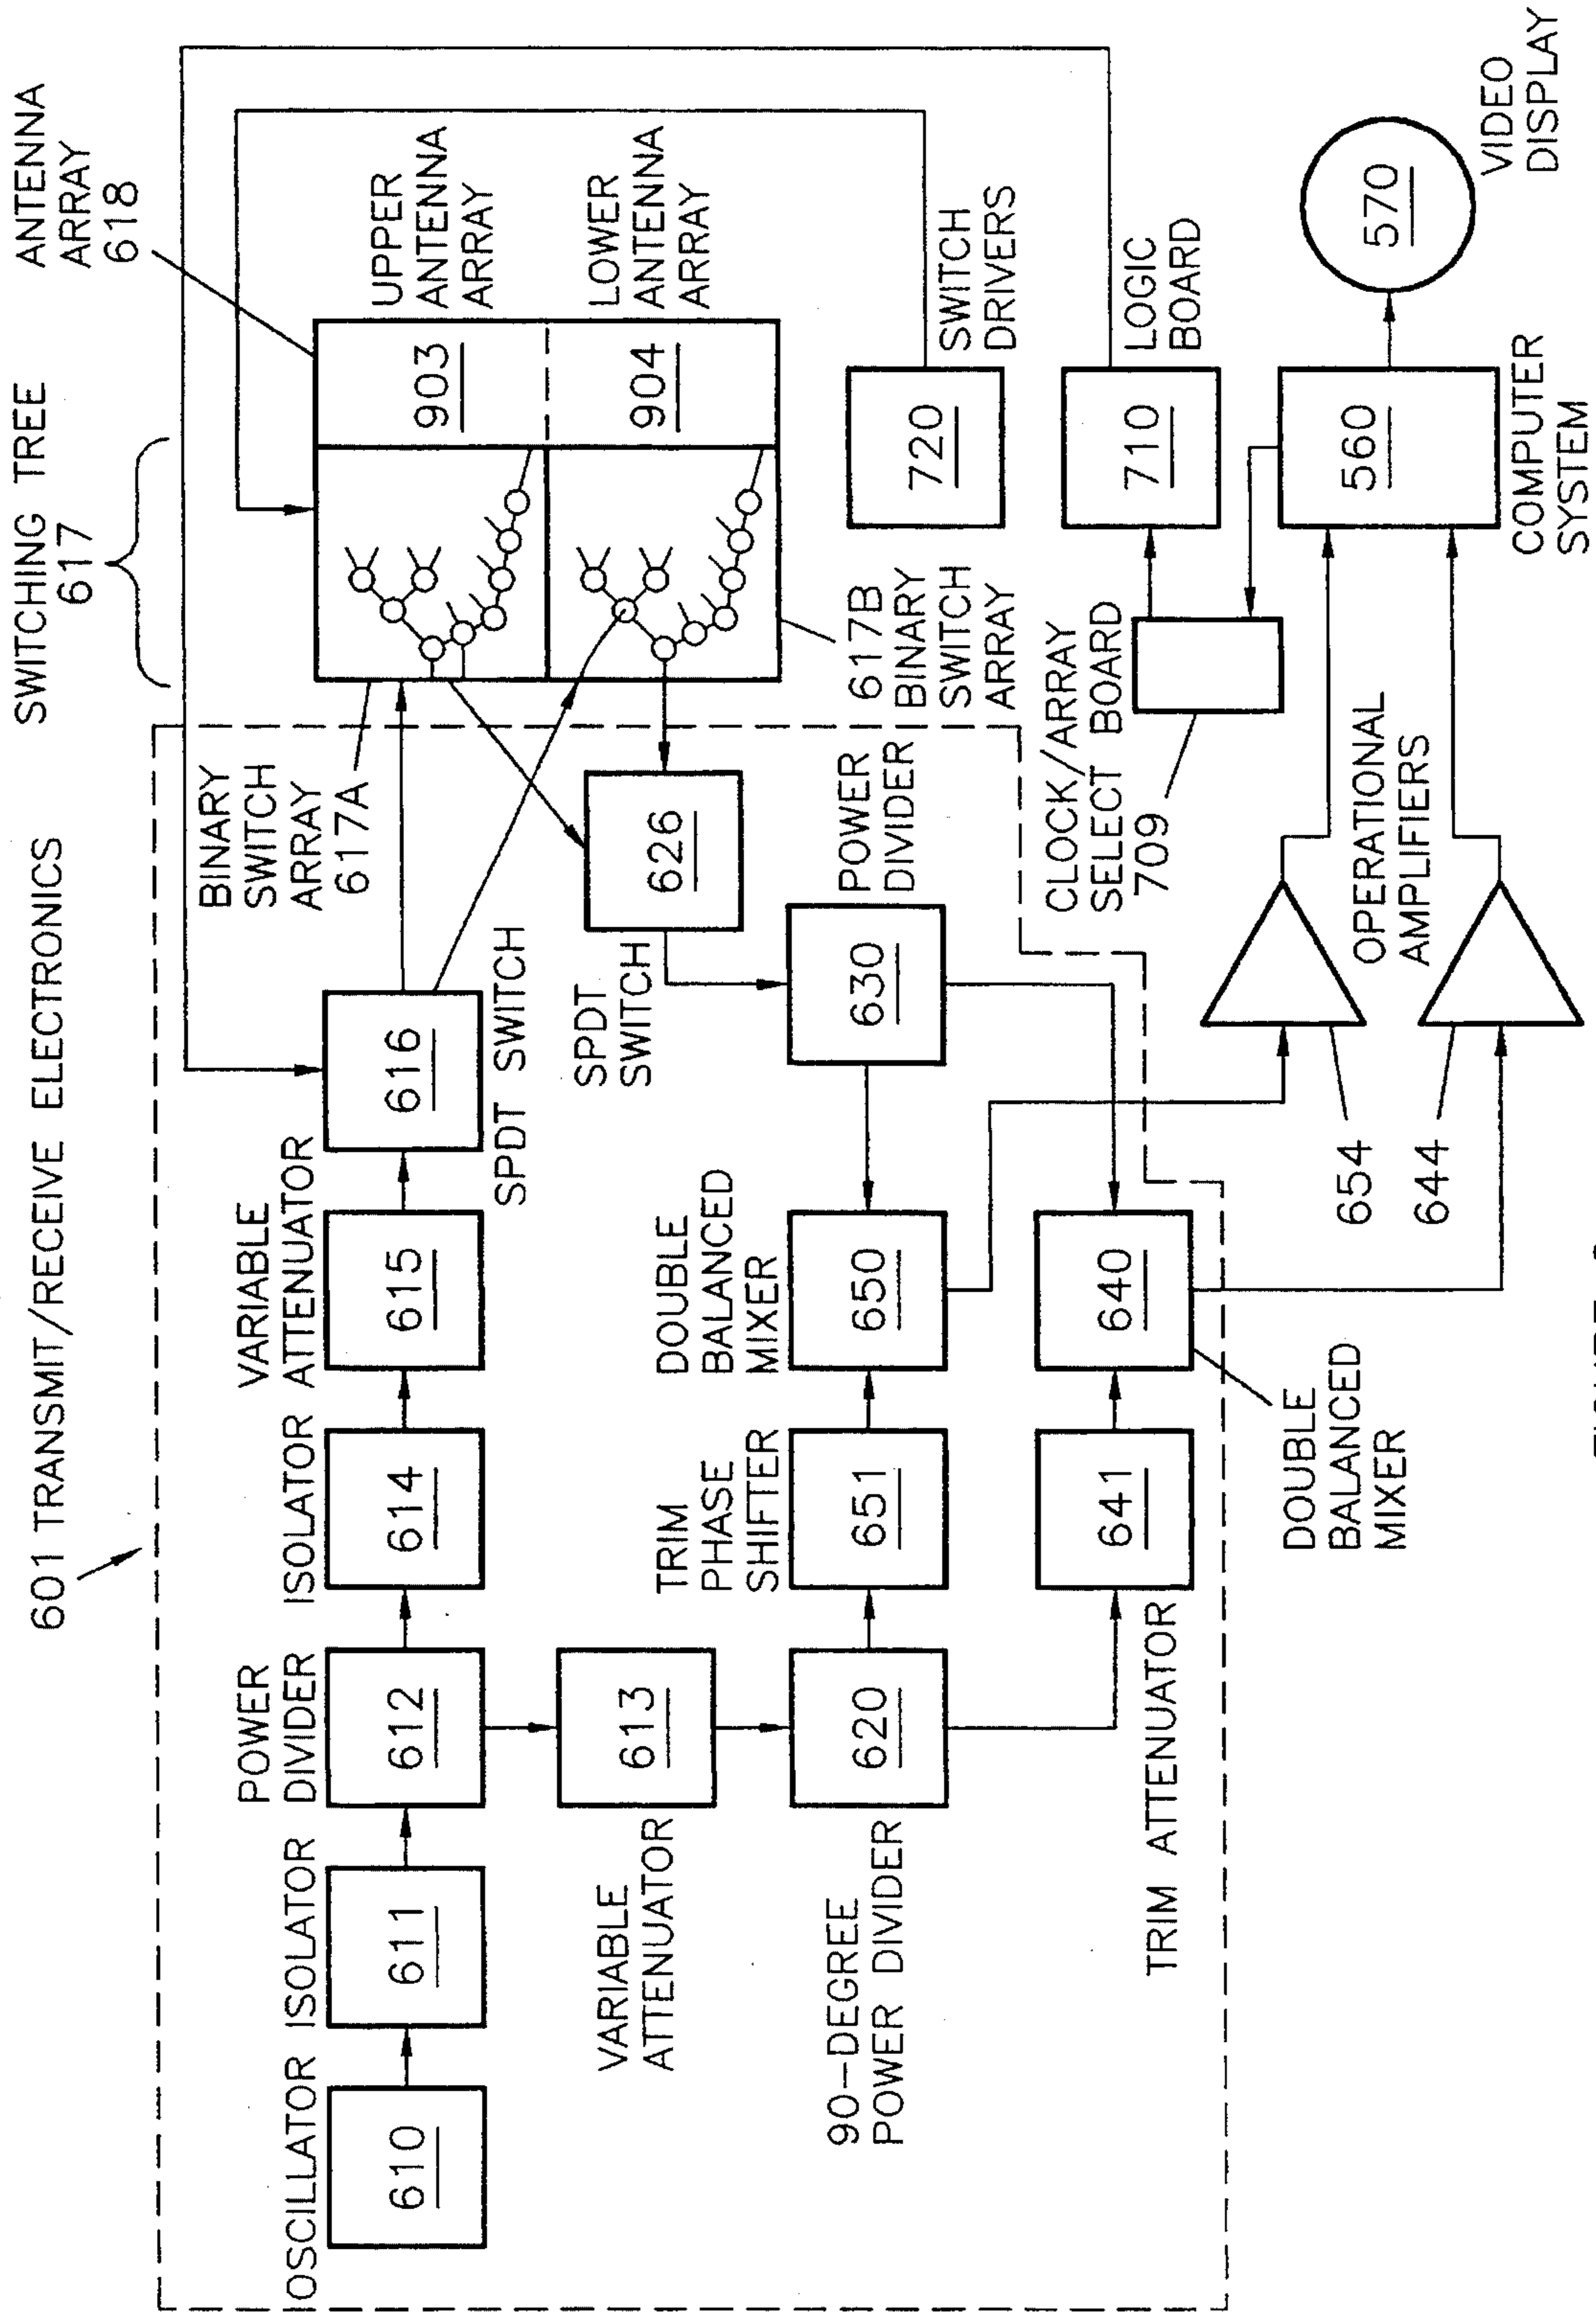 601 TRANSMIT/RECEIVE ELECTRONICS
SWITCHING TREE
617
ANTENNA
ARRAY
618
OSCILLATOR
610
ISOLATOR
611
POWER
DIVIDER
612
ISOLATOR
614
VARIABLE
ATTENUATOR
615
616
SPDT SWITCH
BINARY
SWITCH
ARRAY
617A
903
UPPER
ANTENNA
ARRAY
904
LOWER
ANTENNA
ARRAY
617B
BINARY
SWITCH
ARRAY
VARIABLE
ATTENUATOR
613
SPDT
SWITCH
626
90-DEGREE
POWER DIVIDER
620
TRIM
PHASE
SHIFTER
651
DOUBLE
BALANCED
MIXER
650
630
POWER
DIVIDER
720
SWITCH
DRIVERS
TRIM ATTENUATOR
641
640
DOUBLE
BALANCED
MIXER
CLOCK/ARRAY
SELECT BOARD
709
710
LOGIC
BOARD
654
644
OPERATIONAL
AMPLIFIERS
560
COMPUTER
SYSTEM
570
VIDEO
DISPLAY